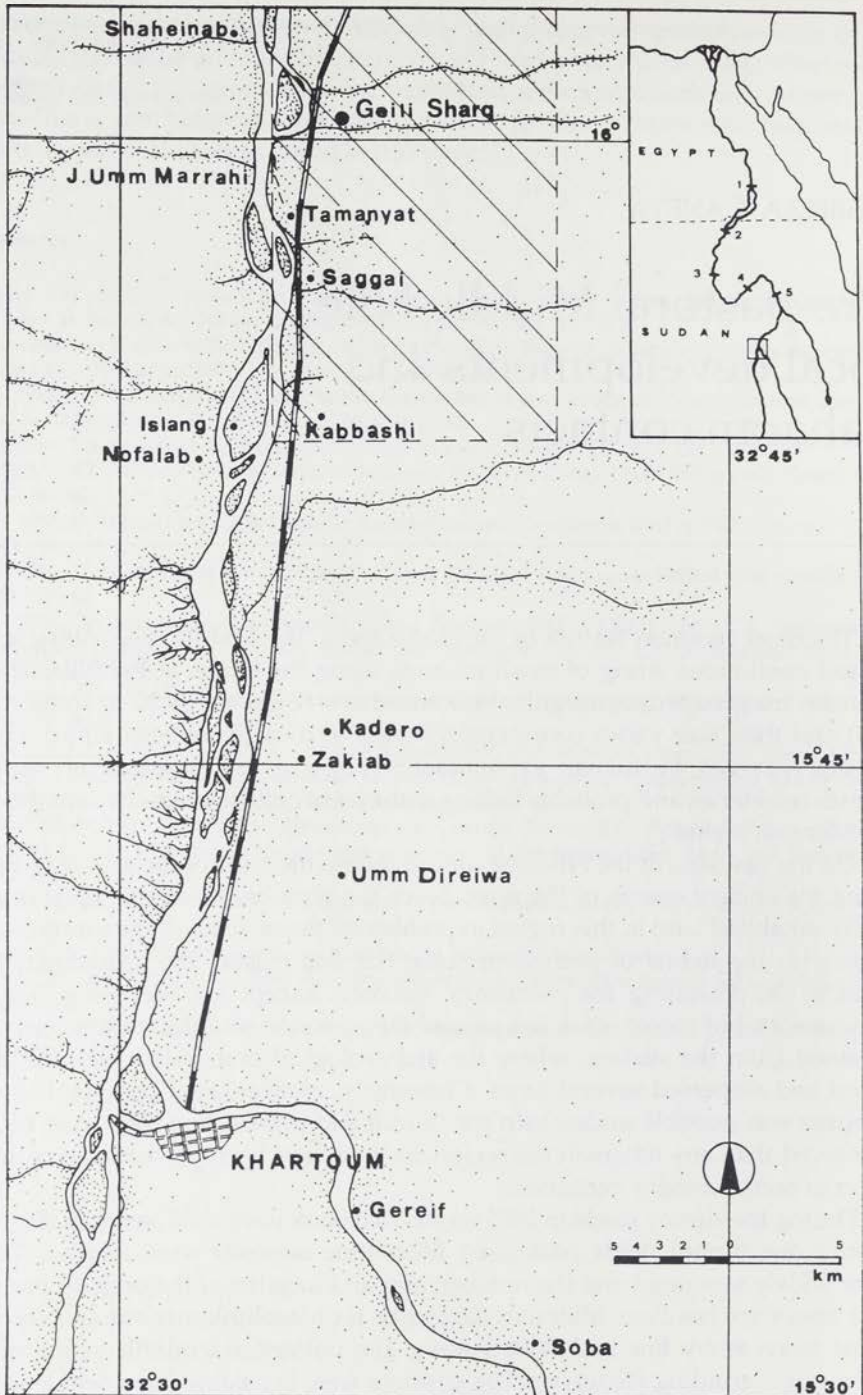 Shaheinab
Geili Sharq
16°
J. Umm Marrahi
Tamanyat
Saggai
Islang
Kabbashi
Nofalab
EGYPT
1
2
3
4
5
SUDAN
32°45'
Kadero
Zakiab
15°45'
Umm Direiwa
KHARTOUM
Gereif
5 4 3 2 1 0 5
km
Soba
32°30'
15°30'